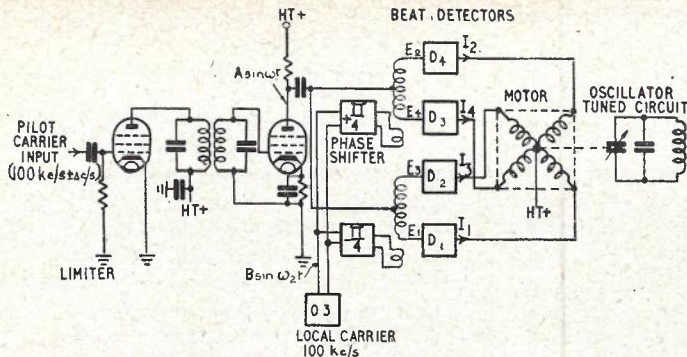 HT+
BEAT DETECTORS
A sin ωt
E2
D4
I2
MOTOR
OSCILLATOR
TUNED CIRCUIT
PILOT
CARRIER
INPUT
(100 kc/s±Δc/s)
+π/4
E4
D3
I4
PHASE
SHIFTER
E3
D2
I3
HT+
HT+
LIMITER
-π/4
E1
D1
I1
B sin ω2t
O3
LOCAL CARRIER
100 kc/s